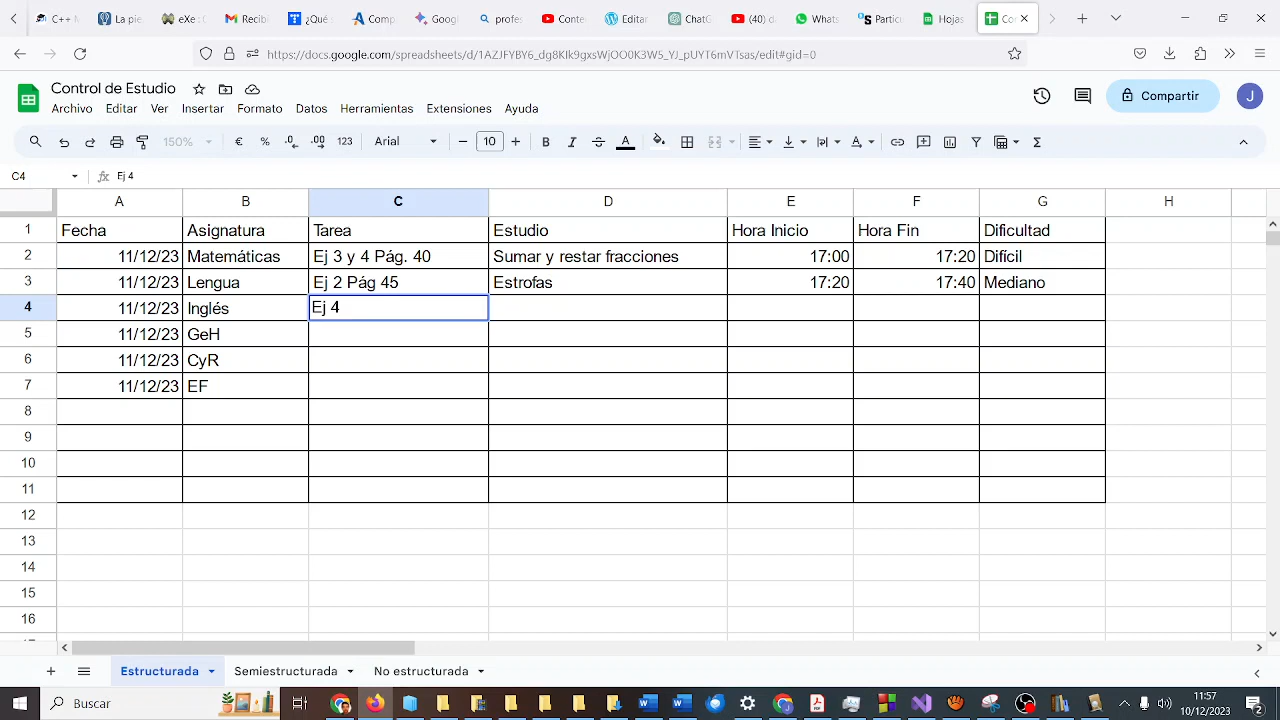 C++ M
La pie
eXe (
Recib
¿Qué
Comp
Goog
profes
Conte
Editar
ChatG
(40) d
Whats
Partic
Hojas
Co
https://docs.google.com/spreadsheets/d/1AZJFYBY6_dq8KIk9gxsWjOO0K3W5_YJ_pUYT6mVTsas/edit#gid=0
Control de Estudio
Archivo Editar Ver Insertar Formato Datos Herramientas Extensiones Ayuda
Compartir
J
150% € % .0 .00 123 Arial 10 B I A
C4 fx Ej 4
A B C D E F G H
1 Fecha Asignatura Tarea Estudio Hora Inicio Hora Fin Dificultad
2 11/12/23 Matemáticas Ej 3 y 4 Pág. 40 Sumar y restar fracciones 17:00 17:20 Difícil
3 11/12/23 Lengua Ej 2 Pág 45 Estrofas 17:20 17:40 Mediano
4 11/12/23 Inglés Ej 4
5 11/12/23 GeH
6 11/12/23 CyR
7 11/12/23 EF
8
9
10
11
12
13
14
15
16
Estructurada Semiestructurada No estructurada
Buscar
11:57
10/12/2023